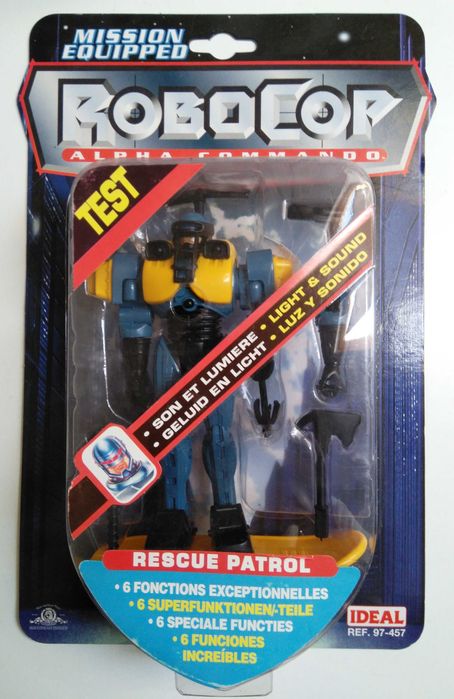 MISSION
EQUIPPED
ROBOCOP
ALPHA COMMANDO
TEST
• SON ET LUMIERE • LIGHT & SOUND
• GELUID EN LICHT • LUZ Y SONIDO
RESCUE PATROL
• 6 FONCTIONS EXCEPTIONNELLES
• 6 SUPERFUNKTIONEN/-TEILE
• 6 SPECIALE FUNCTIES
• 6 FUNCIONES
INCREÍBLES
IDEAL
REF. 97-457